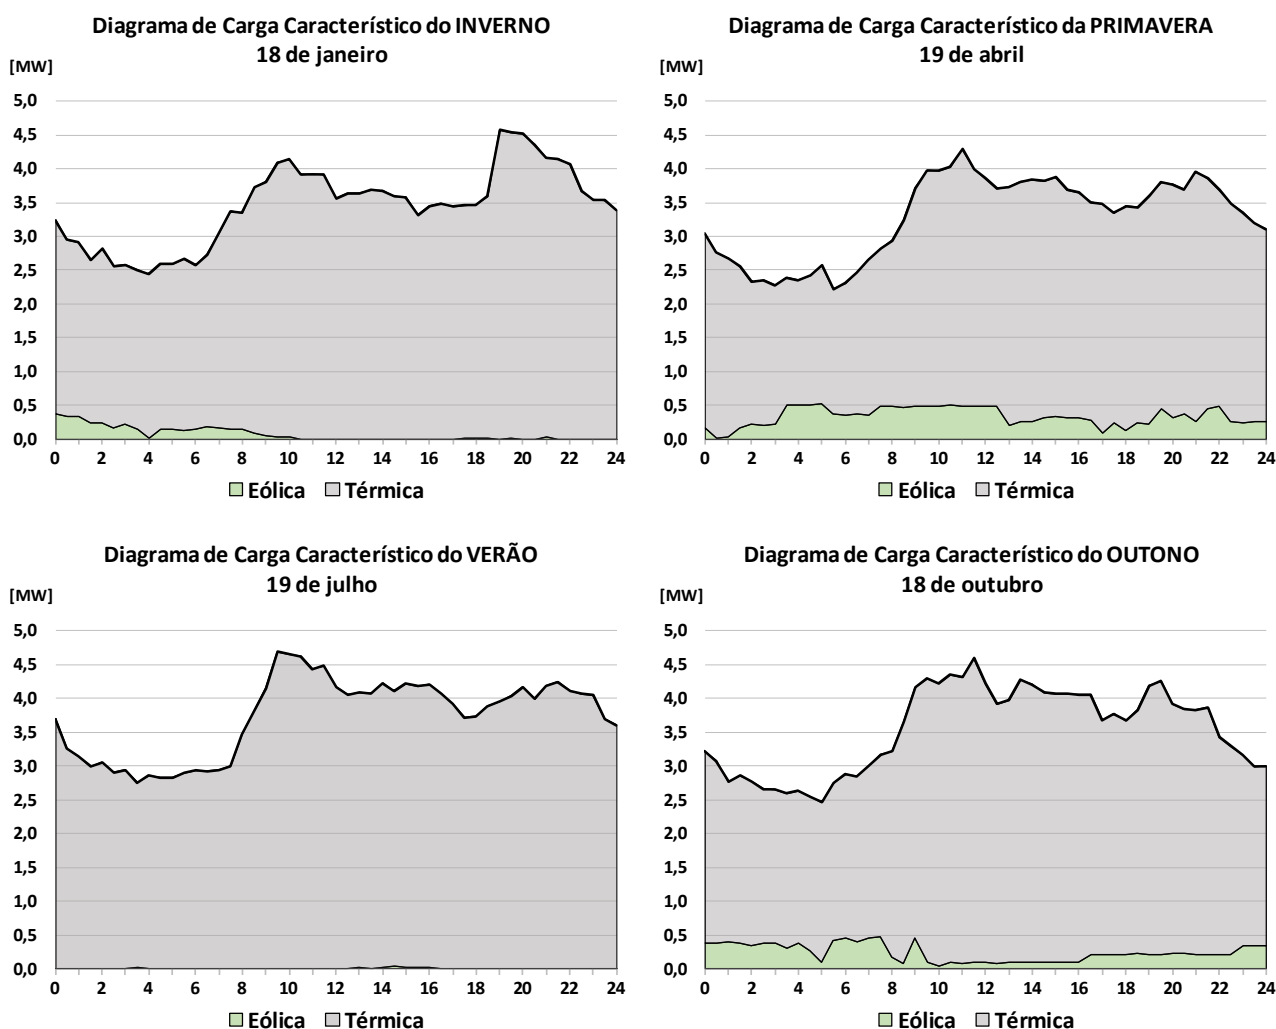 Diagrama de Carga Característico do INVERNO
18 de janeiro
[MW]
5,0
4,5
4,0
3,5
3,0
2,5
2,0
1,5
1,0
0,5
0,0
0 2 4 6 8 10 12 14 16 18 20 22 24
Eólica Térmica
Diagrama de Carga Característico da PRIMAVERA
19 de abril
[MW]
5,0
4,5
4,0
3,5
3,0
2,5
2,0
1,5
1,0
0,5
0,0
0 2 4 6 8 10 12 14 16 18 20 22 24
Eólica Térmica
Diagrama de Carga Característico do VERÃO
19 de julho
[MW]
5,0
4,5
4,0
3,5
3,0
2,5
2,0
1,5
1,0
0,5
0,0
0 2 4 6 8 10 12 14 16 18 20 22 24
Eólica Térmica
Diagrama de Carga Característico do OUTONO
18 de outubro
[MW]
5,0
4,5
4,0
3,5
3,0
2,5
2,0
1,5
1,0
0,5
0,0
0 2 4 6 8 10 12 14 16 18 20 22 24
Eólica Térmica